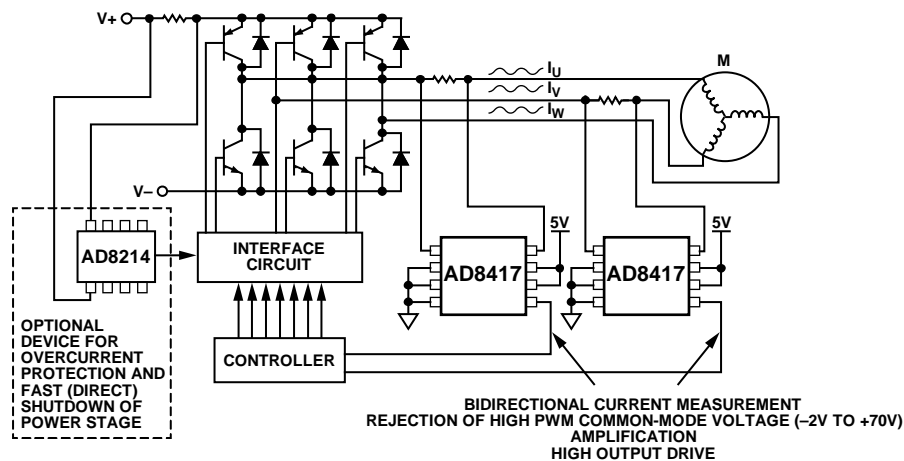 V+
M
IU
IV
IW
V–
5V
5V
AD8214
INTERFACE
CIRCUIT
AD8417
AD8417
OPTIONAL
DEVICE FOR
OVERCURRENT
PROTECTION AND
FAST (DIRECT)
SHUTDOWN OF
POWER STAGE
CONTROLLER
BIDIRECTIONAL CURRENT MEASUREMENT
REJECTION OF HIGH PWM COMMON-MODE VOLTAGE (–2V TO +70V)
AMPLIFICATION
HIGH OUTPUT DRIVE